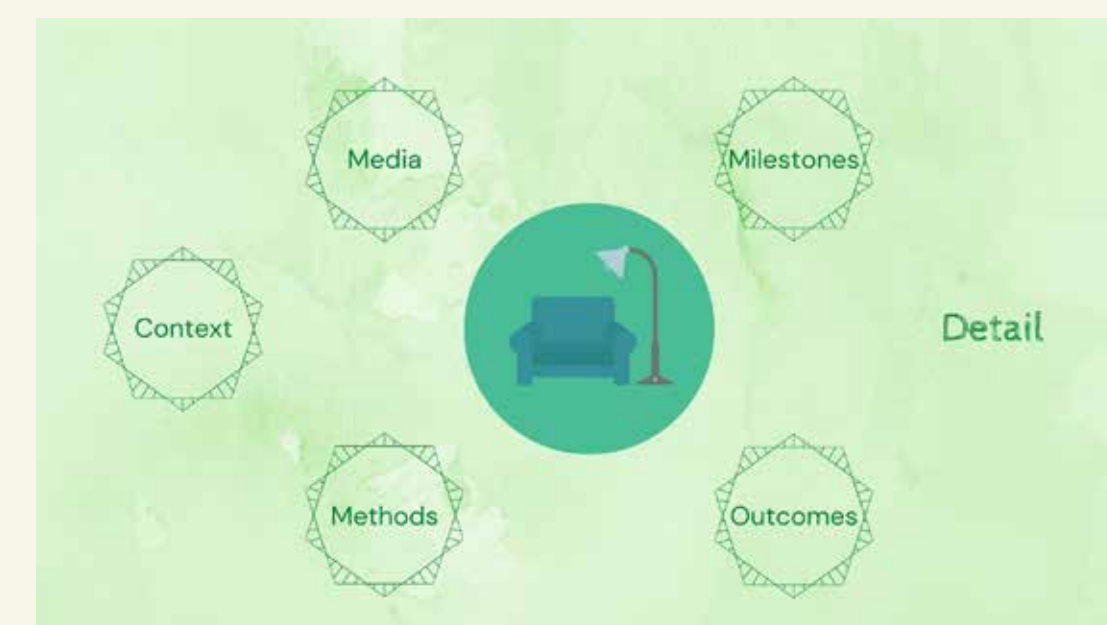 Media
Milestones
Context
Detail
Methods
Outcomes